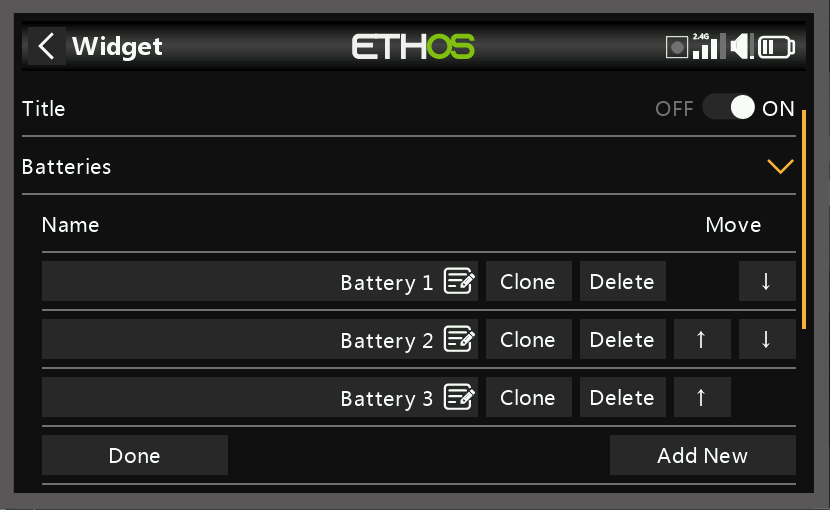 Widget ETHOS 2.4G
Title OFF ON
Batteries
Name Move
Battery 1 Clone Delete ↓
Battery 2 Clone Delete ↑ ↓
Battery 3 Clone Delete ↑
Done Add New